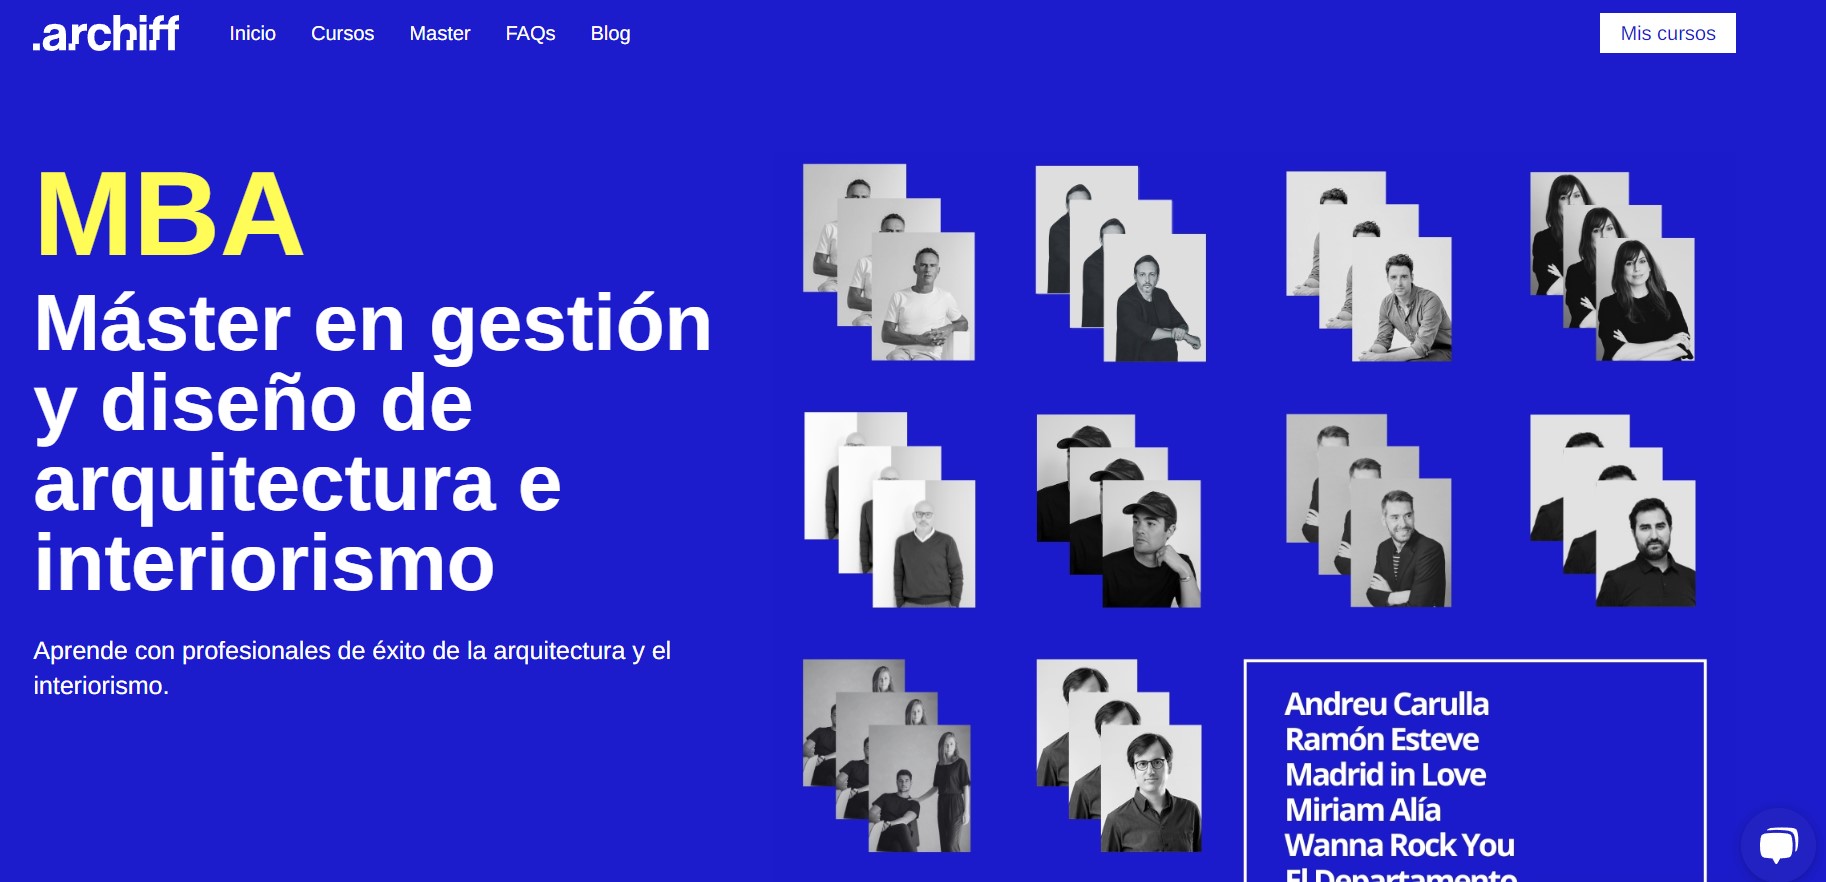 .archiff
Inicio
Cursos
Master
FAQs
Blog
Mis cursos
MBA
Máster en gestión
y diseño de
arquitectura e
interiorismo
Aprende con profesionales de éxito de la arquitectura y el
interiorismo.
Andreu Carulla
Ramón Esteve
Madrid in Love
Miriam Alía
Wanna Rock You
El Departamento